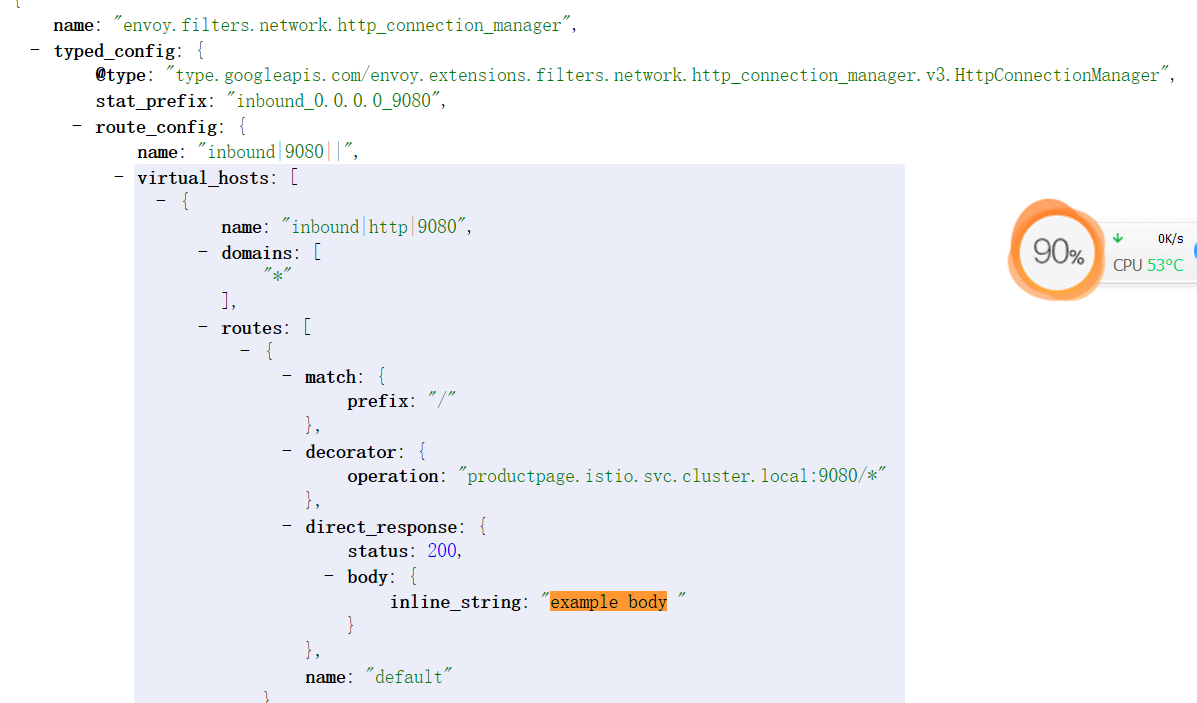 {
name: "envoy.filters.network.http_connection_manager",
- typed_config: {
@type: "type.googleapis.com/envoy.extensions.filters.network.http_connection_manager.v3.HttpConnectionManager",
stat_prefix: "inbound_0.0.0.0_9080",
- route_config: {
name: "inbound|9080||",
- virtual_hosts: [
- {
name: "inbound|http|9080",
- domains: [
"*"
],
- routes: [
- {
- match: {
prefix: "/"
},
- decorator: {
operation: "productpage.istio.svc.cluster.local:9080/*"
},
- direct_response: {
status: 200,
- body: {
inline_string: "example body "
}
},
name: "default"
}
90%
0K/s
CPU 53°C